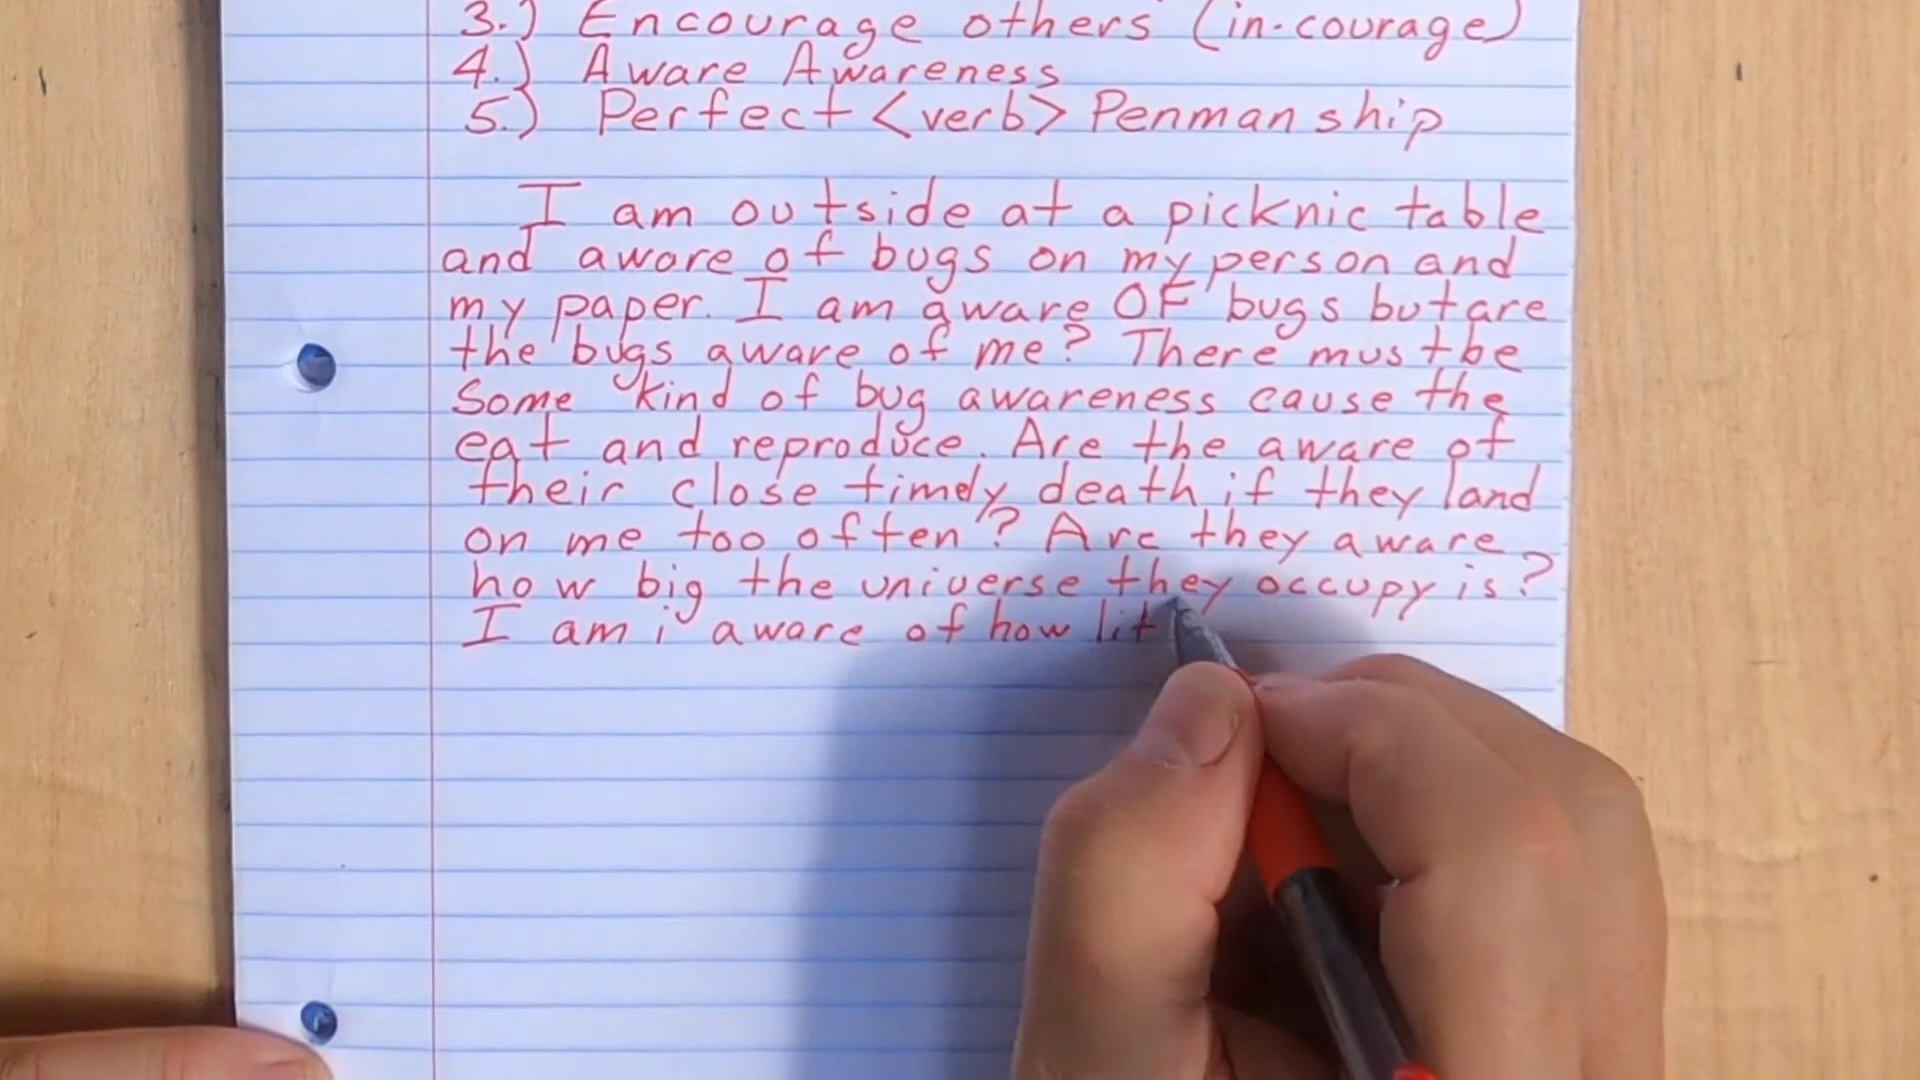 3.) Encourage others (in-courage)
4.) Aware Awareness
5.) Perfect <verb> Penmanship
I am outside at a picknic table
and aware of bugs on my person and
my paper. I am aware OF bugs but are
the bugs aware of me? There must be
Some kind of bug awareness cause the
eat and reproduce. Are the aware of
their close timely death if they land
on me too often? Are they aware
how big the universe they occupy is?
I am i aware of how lit